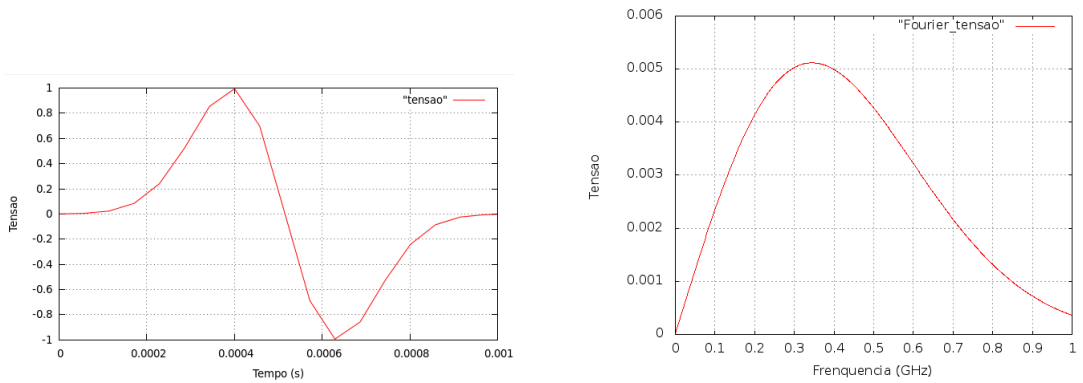 1
0.8
0.6
0.4
0.2
0
-0.2
-0.4
-0.6
-0.8
-1
Tensao
"tensao"
0 0.0002 0.0004 0.0006 0.0008 0.001
Tempo (s)
0.006
0.005
0.004
0.003
0.002
0.001
0
Tensao
"Fourier_tensao"
0 0.1 0.2 0.3 0.4 0.5 0.6 0.7 0.8 0.9 1
Frenquencia (GHz)